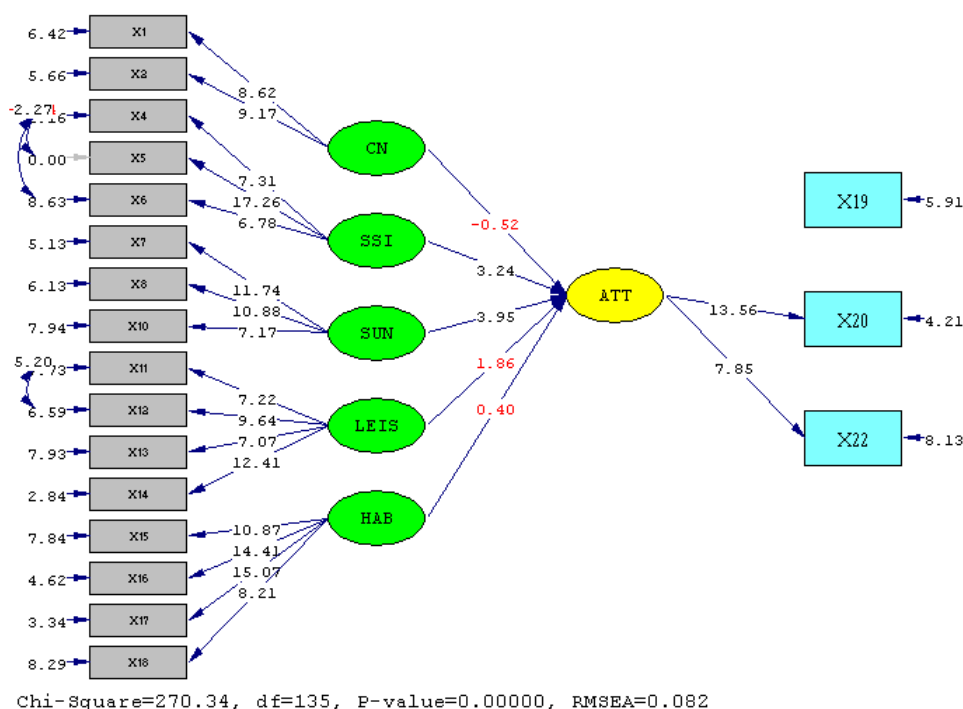 6.42 X1
5.66 X2
8.62
9.17
-2.27 .16 X4
CN
0.00 X5
7.31
17.26
6.78
8.63 X6
X19 5.91
-0.52
5.13 X7
SSI
3.24
6.13 X8
11.74
10.88
7.17
ATT
13.56
X20 4.21
7.94 X10
SUN
3.95
5.20 .73 X11
1.86
7.85
7.22
9.64
7.07
12.41
6.59 X12
LEIS
0.40
7.93 X13
X22 8.13
2.84 X14
HAB
7.84 X15
10.87
14.41
15.07
8.21
4.62 X16
3.34 X17
8.29 X18
Chi-Square=270.34, df=135, P-value=0.00000, RMSEA=0.082